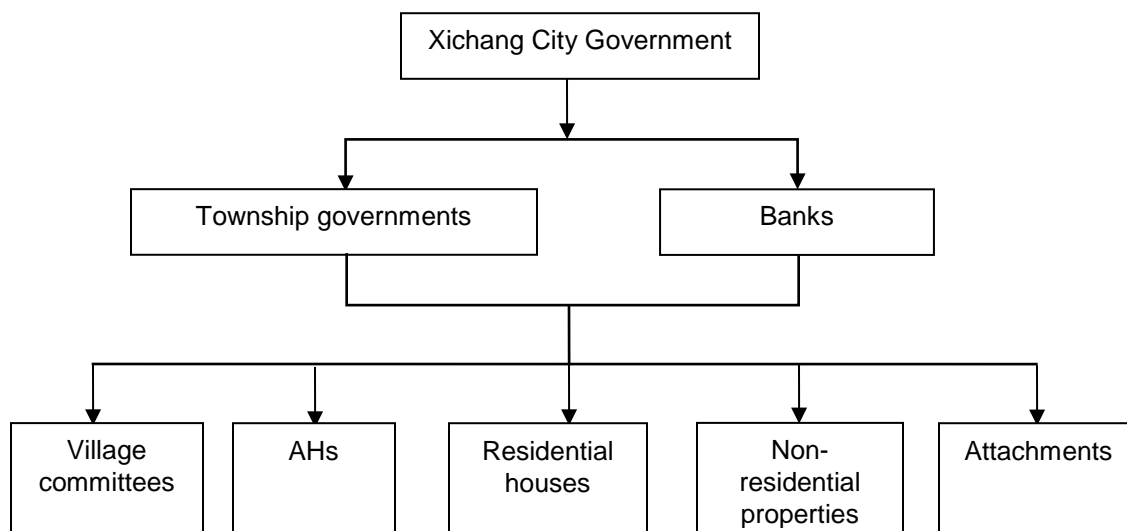 Xichang City Government
Township governments
Banks
Village
committees
AHs
Residential
houses
Non-
residential
properties
Attachments